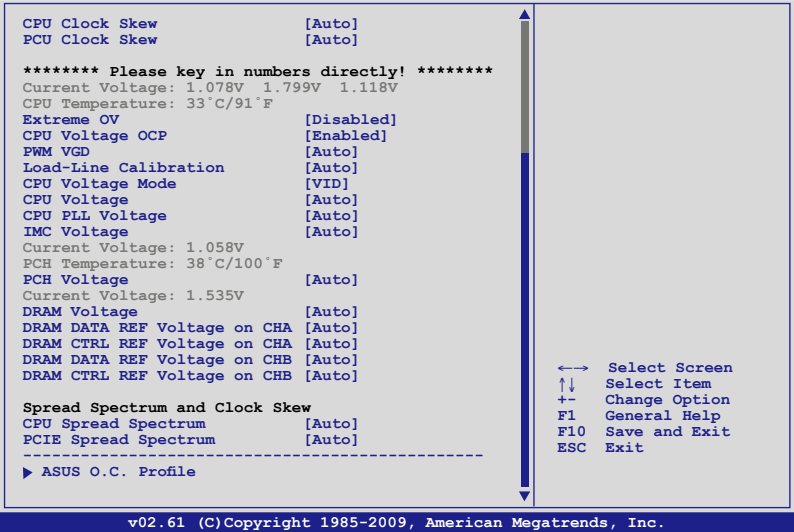 CPU Clock Skew [Auto]
PCU Clock Skew [Auto]
******** Please key in numbers directly! ********
Current Voltage: 1.078V 1.799V 1.118V
CPU Temperature: 33˚C/91˚F
Extreme OV [Disabled]
CPU Voltage OCP [Enabled]
PWM VGD [Auto]
Load-Line Calibration [Auto]
CPU Voltage Mode [VID]
CPU Voltage [Auto]
CPU PLL Voltage [Auto]
IMC Voltage [Auto]
Current Voltage: 1.058V
PCH Temperature: 38˚C/100˚F
PCH Voltage [Auto]
Current Voltage: 1.535V
DRAM Voltage [Auto]
DRAM DATA REF Voltage on CHA [Auto]
DRAM CTRL REF Voltage on CHA [Auto]
DRAM DATA REF Voltage on CHB [Auto]
DRAM CTRL REF Voltage on CHB [Auto]
Spread Spectrum and Clock Skew
CPU Spread Spectrum [Auto]
PCIE Spread Spectrum [Auto]
------------------------------------------------
ASUS O.C. Profile
←→ Select Screen
↑↓ Select Item
+- Change Option
F1 General Help
F10 Save and Exit
ESC Exit
v02.61 (C)Copyright 1985-2009, American Megatrends, Inc.